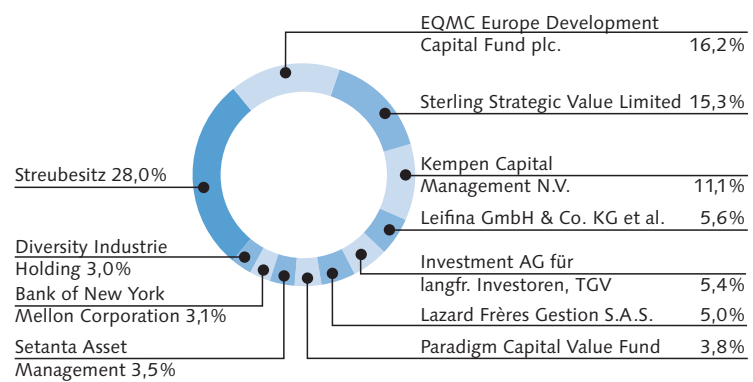 EQMC Europe Development
Capital Fund plc. 16,2%
Sterling Strategic Value Limited 15,3%
Kempen Capital
Management N.V. 11,1%
Leifina GmbH & Co. KG et al. 5,6%
Investment AG für
langfr. Investoren, TGV 5,4%
Lazard Frères Gestion S.A.S. 5,0%
Paradigm Capital Value Fund 3,8%
Streubesitz 28,0%
Diversity Industrie
Holding 3,0%
Bank of New York
Mellon Corporation 3,1%
Setanta Asset
Management 3,5%